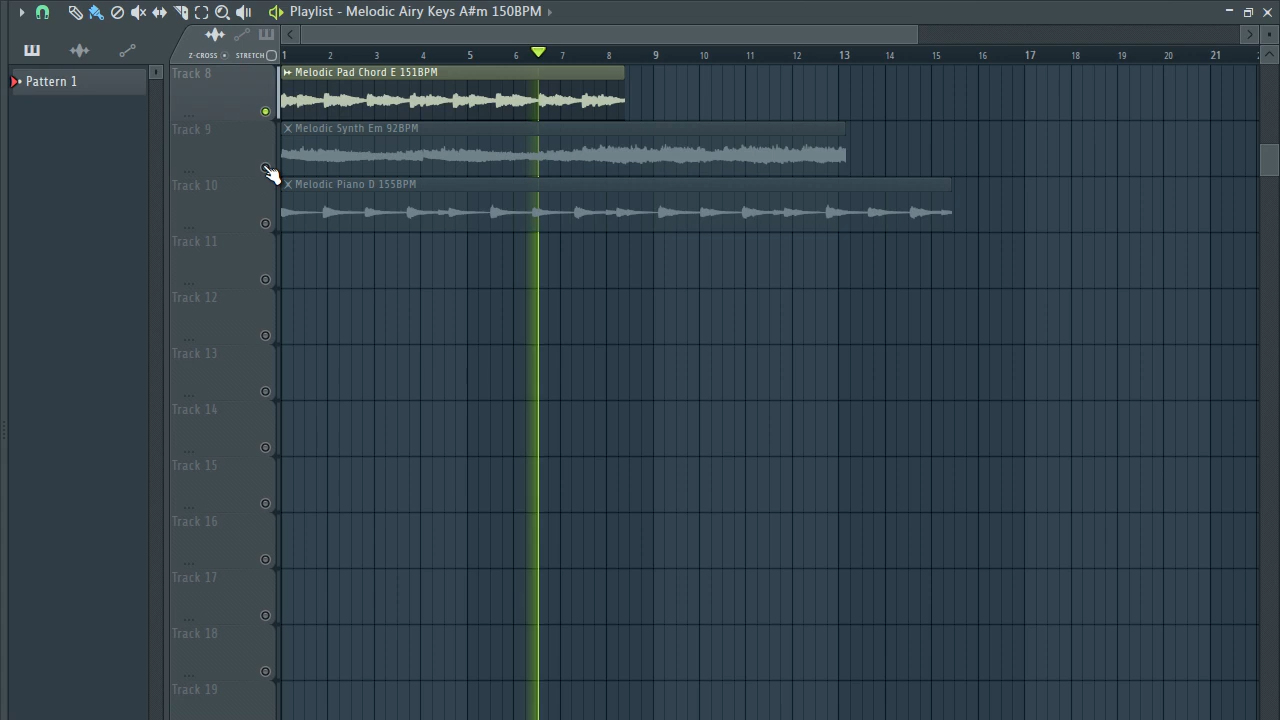 Playlist - Melodic Airy Keys A#m 150BPM
Z-CROSS STRETCH
1 2 3 4 5 6 7 8 9 10 11 12 13 14 15 16 17 18 19 20 21
Pattern 1
Track 8
Melodic Pad Chord E 151BPM
...
Track 9
Melodic Synth Em 92BPM
...
Track 10
Melodic Piano D 155BPM
...
Track 11
...
Track 12
...
Track 13
...
Track 14
...
Track 15
...
Track 16
...
Track 17
...
Track 18
...
Track 19